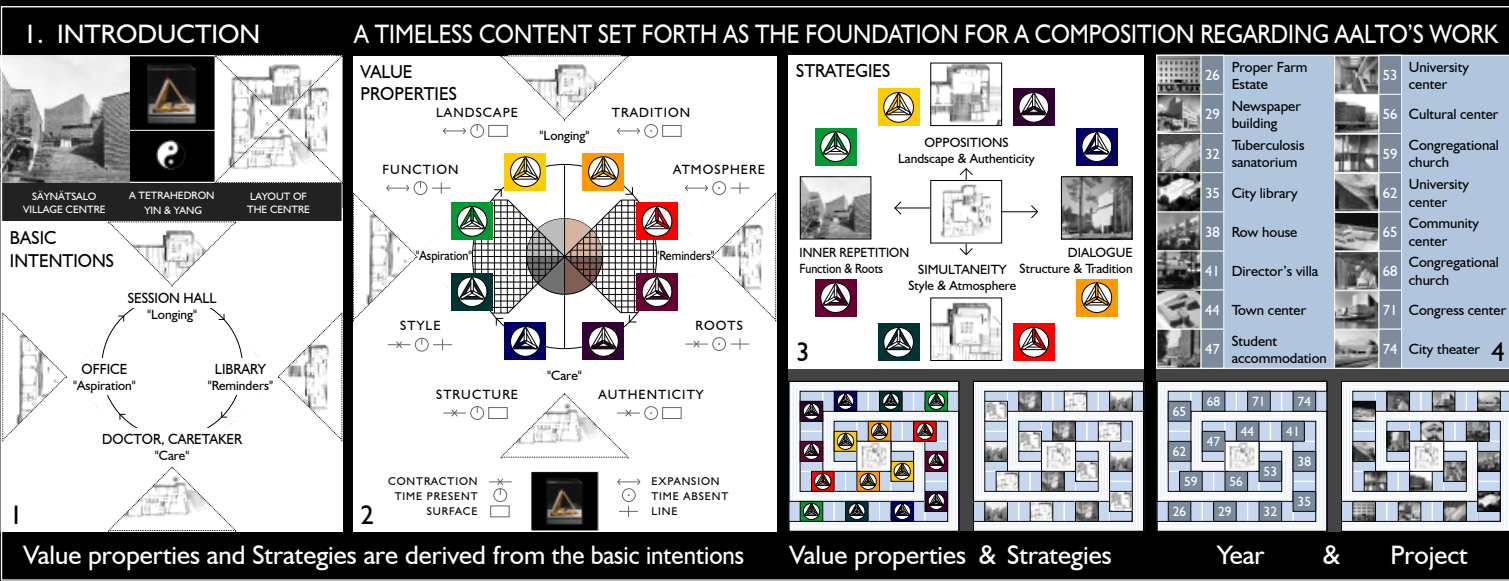 1. INTRODUCTION
A TIMELESS CONTENT SET FORTH AS THE FOUNDATION FOR A COMPOSITION REGARDING AALTO'S WORK
SÄYNÄTSALO
VILLAGE CENTRE
A TETRAHEDRON
YIN & YANG
LAYOUT OF
THE CENTRE
BASIC
INTENTIONS
SESSION HALL
"Longing"
OFFICE
"Aspiration"
LIBRARY
"Reminders"
DOCTOR, CARETAKER
"Care"
1
VALUE
PROPERTIES
LANDSCAPE
TRADITION
"Longing"
FUNCTION
ATMOSPHERE
"Aspiration"
"Reminders"
STYLE
ROOTS
"Care"
STRUCTURE
AUTHENTICITY
CONTRACTION
TIME PRESENT
SURFACE
EXPANSION
TIME ABSENT
LINE
2
STRATEGIES
OPPOSITIONS
Landscape & Authenticity
INNER REPETITION
Function & Roots
DIALOGUE
Structure & Tradition
SIMULTANEITY
Style & Atmosphere
3
26 Proper Farm
Estate
29 Newspaper
building
32 Tuberculosis
sanatorium
35 City library
38 Row house
41 Director's villa
44 Town center
47 Student
accommodation
53 University
center
56 Cultural center
59 Congregational
church
62 University
center
65 Community
center
68 Congregational
church
71 Congress center
74 City theater
4
65 68 71 74
47 44 41
62 53 38
59 56 35
26 29 32
Value properties and Strategies are derived from the basic intentions
Value properties & Strategies
Year & Project